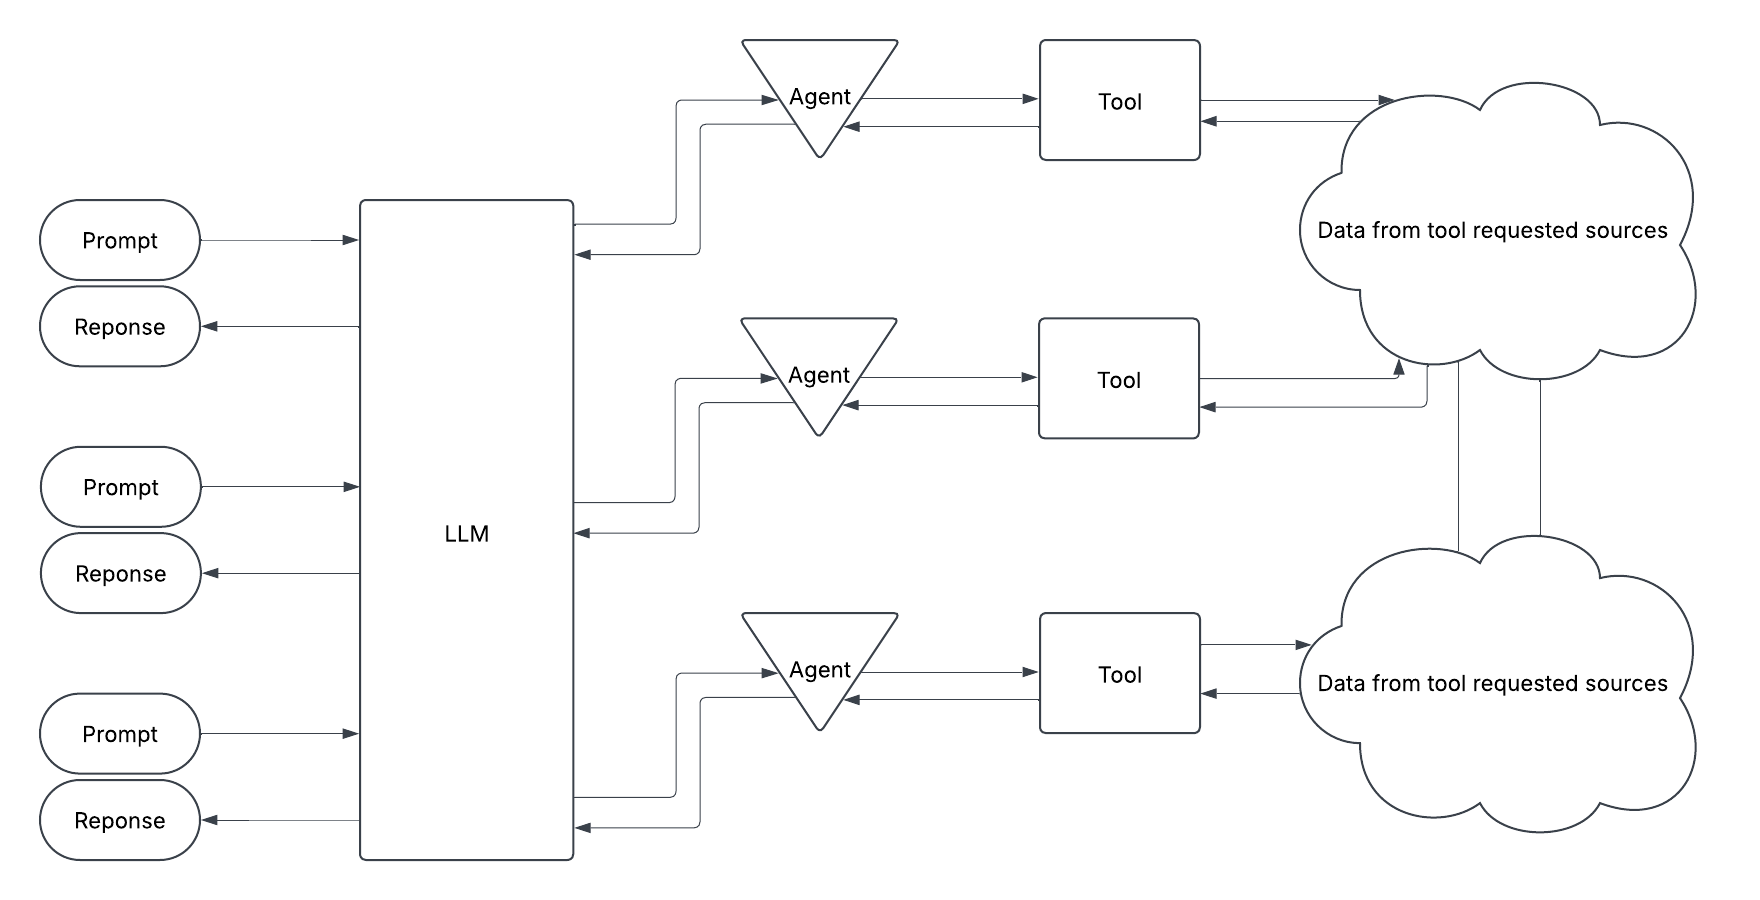 Agent
Tool
Prompt
Reponse
Data from tool requested sources
Agent
Tool
Prompt
Reponse
LLM
Agent
Tool
Data from tool requested sources
Prompt
Reponse